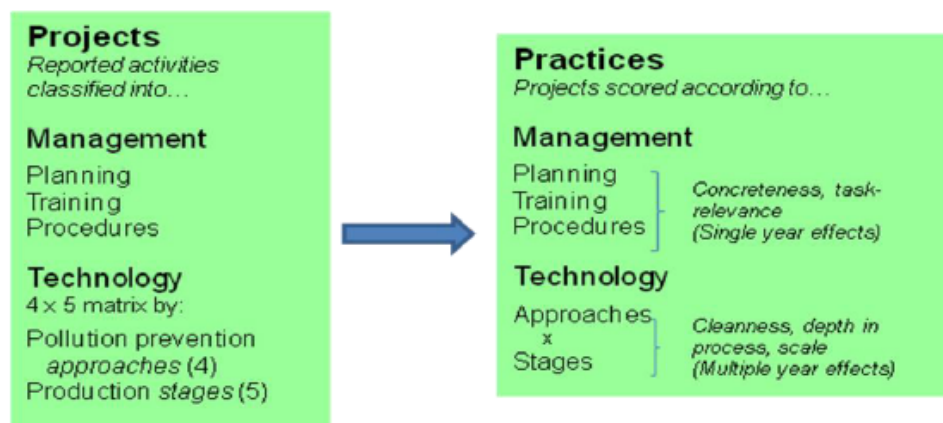 Projects
Reported activities
classified into...
Management
Planning
Training
Procedures
Technology
4 x 5 matrix by:
Pollution prevention
approaches (4)
Production stages (5)
Practices
Projects scored according to...
Management
Planning
Training
Procedures
Concreteness, task-
relevance
(Single year effects)
Technology
Approaches
x
Stages
Cleanness, depth in
process, scale
(Multiple year effects)